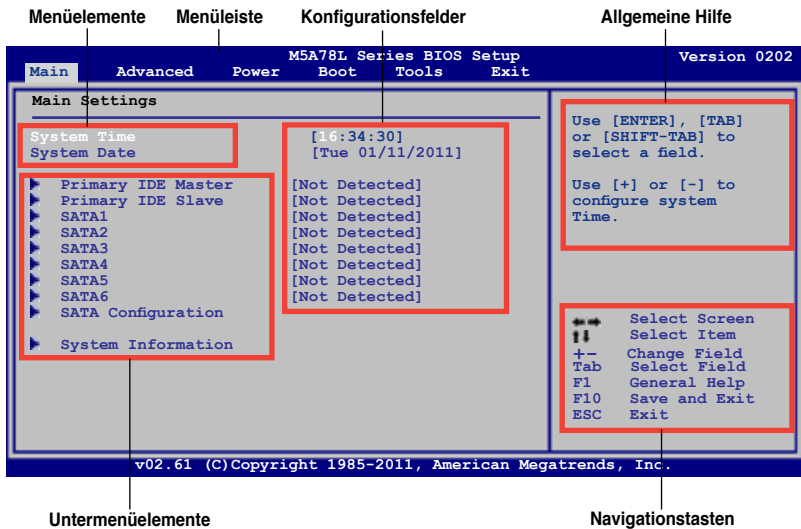 Menüelemente Menüleiste Konfigurationsfelder Allgemeine Hilfe
M5A78L Series BIOS Setup Version 0202
Main Advanced Power Boot Tools Exit
Main Settings
System Time [16:34:30]
System Date [Tue 01/11/2011]
Primary IDE Master [Not Detected]
Primary IDE Slave [Not Detected]
SATA1 [Not Detected]
SATA2 [Not Detected]
SATA3 [Not Detected]
SATA4 [Not Detected]
SATA5 [Not Detected]
SATA6 [Not Detected]
SATA Configuration
System Information
Use [ENTER], [TAB]
or [SHIFT-TAB] to
select a field.
Use [+] or [-] to
configure system
Time.
Select Screen
Select Item
+- Change Field
Tab Select Field
F1 General Help
F10 Save and Exit
ESC Exit
v02.61 (C)Copyright 1985-2011, American Megatrends, Inc.
Untermenüelemente Navigationstasten